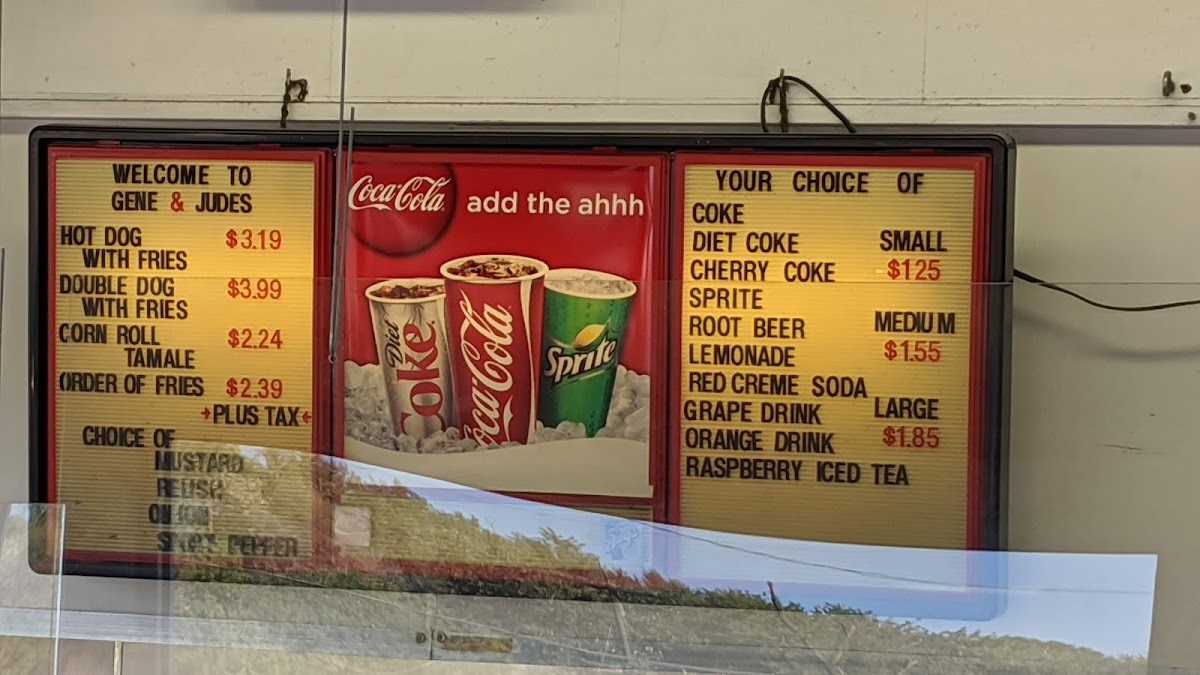 WELCOME TO
GENE & JUDES
HOT DOG $3.19
WITH FRIES
DOUBLE DOG $3.99
WITH FRIES
CORN ROLL $2.24
TAMALE
ORDER OF FRIES $2.39
PLUS TAX
CHOICE OF
MUSTARD
RELISH
ONION
SPORT PEPPER
Coca-Cola add the ahhh
Diet
Coke
Coca-Cola
Sprite
YOUR CHOICE OF
COKE
DIET COKE SMALL
CHERRY COKE $125
SPRITE
ROOT BEER MEDIUM
LEMONADE $1.55
RED CREME SODA
GRAPE DRINK LARGE
ORANGE DRINK $1.85
RASPBERRY ICED TEA